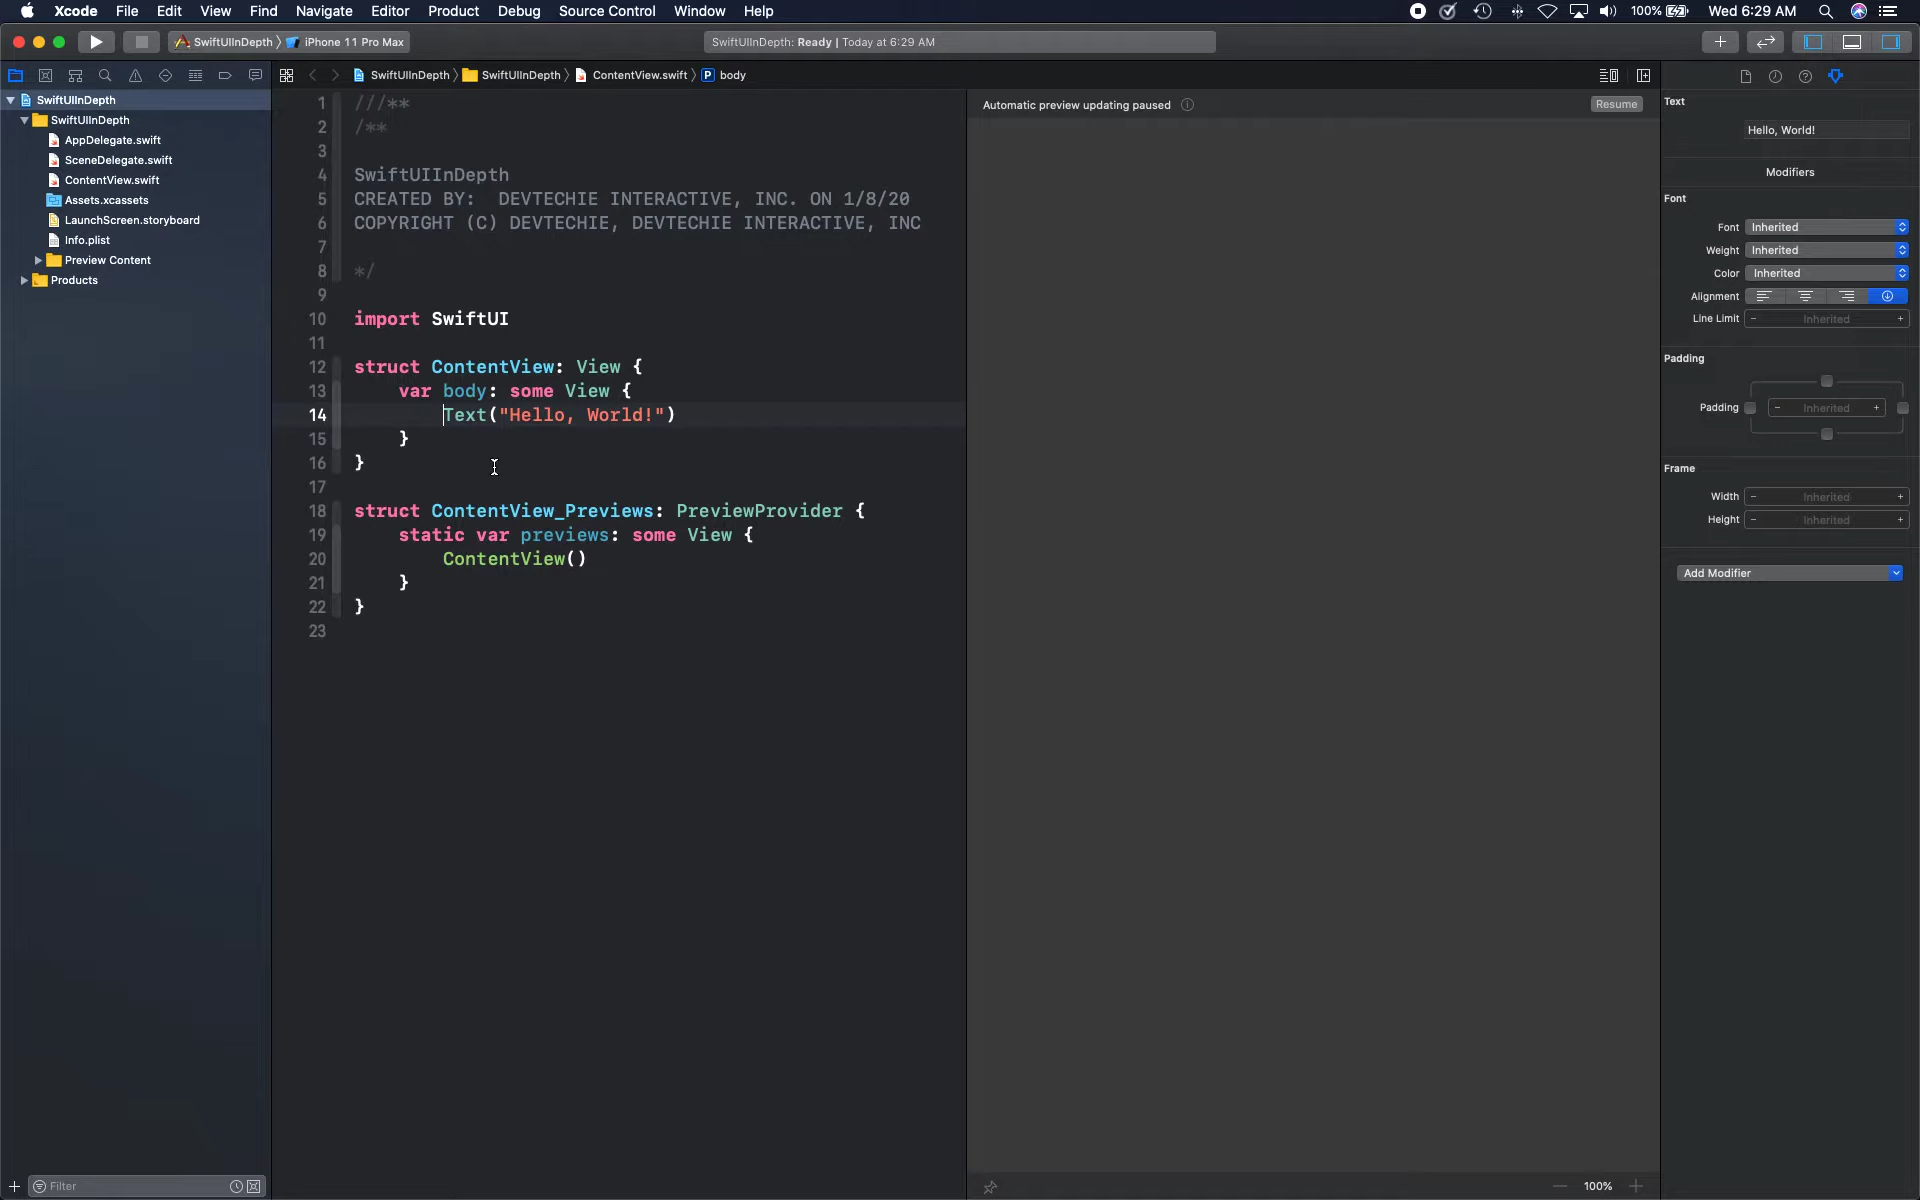 Xcode File Edit View Find Navigate Editor Product Debug Source Control Window Help 100% Wed 6:29 AM
SwiftUIInDepth iPhone 11 Pro Max SwiftUIInDepth: Ready | Today at 6:29 AM
SwiftUIInDepth SwiftUIInDepth ContentView.swift P body
SwiftUIInDepth
SwiftUIInDepth
AppDelegate.swift
SceneDelegate.swift
ContentView.swift
Assets.xcassets
LaunchScreen.storyboard
Info.plist
Preview Content
Products
Filter
1 ///**
2 /**
3
4 SwiftUIInDepth
5 CREATED BY:  DEVTECHIE INTERACTIVE, INC. ON 1/8/20
6 COPYRIGHT (C) DEVTECHIE, DEVTECHIE INTERACTIVE, INC
7
8 */
9
10 import SwiftUI
11
12 struct ContentView: View {
13     var body: some View {
14         Text("Hello, World!")
15     }
16 }
17
18 struct ContentView_Previews: PreviewProvider {
19     static var previews: some View {
20         ContentView()
21     }
22 }
23
Automatic preview updating paused Resume
100%
Text
Hello, World!
Modifiers
Font
Font Inherited
Weight Inherited
Color Inherited
Alignment
Line Limit − Inherited +
Padding
Padding − Inherited +
Frame
Width − Inherited +
Height − Inherited +
Add Modifier